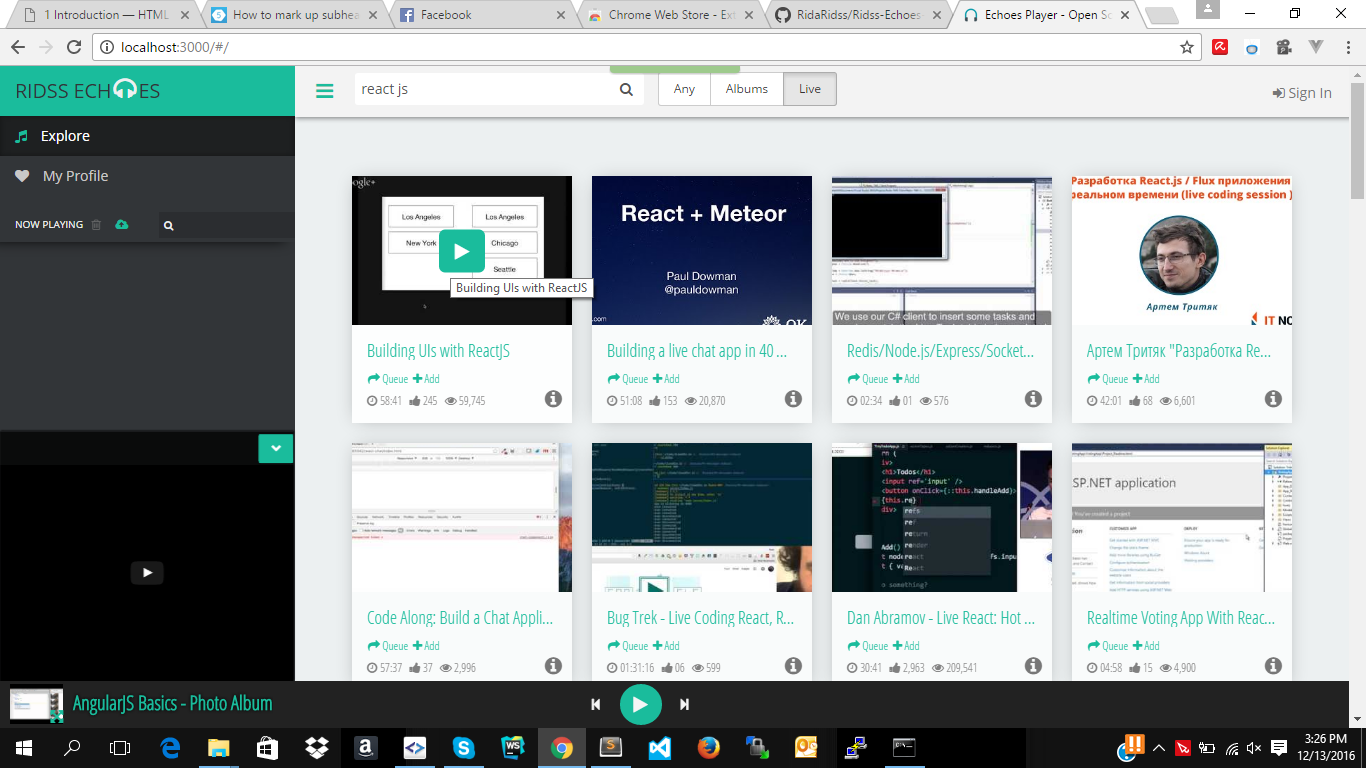 1 Introduction — HTML
How to mark up subhea
Facebook
Chrome Web Store - Ext
RidaRidss/Ridss-Echoes-
Echoes Player - Open So
localhost:3000/#/
RIDSS ECHOES
react js
Any
Albums
Live
Sign In
Explore
My Profile
NOW PLAYING
Los Angeles
Los Angeles
New York
Chicago
Seattle
Building UIs with ReactJS
React + Meteor
Paul Dowman
@pauldowman
We use our C# client to insert some tasks and
Разработка React.js / Flux приложения
реальном времени (live coding session )
Артем Тритяк
IT NO
Building UIs with ReactJS
Queue Add
58:41 245 59,745
Building a live chat app in 40 ...
Queue Add
51:08 153 20,870
Redis/Node.js/Express/Socket...
Queue Add
02:34 01 576
Артем Тритяк "Разработка Re...
Queue Add
42:01 68 6,601
<h1>Todos</h1>
<input ref='input' />
<button onClick={::this.handleAdd}>
{this.re}
refs
ref
return
render
react
React
SP.NET application
Code Along: Build a Chat Appli...
Queue Add
57:37 37 2,996
Bug Trek - Live Coding React, R...
Queue Add
01:31:16 06 599
Dan Abramov - Live React: Hot ...
Queue Add
30:41 2,963 209,541
Realtime Voting App With Reac...
Queue Add
04:58 15 4,900
AngularJS Basics - Photo Album
3:26 PM
12/13/2016